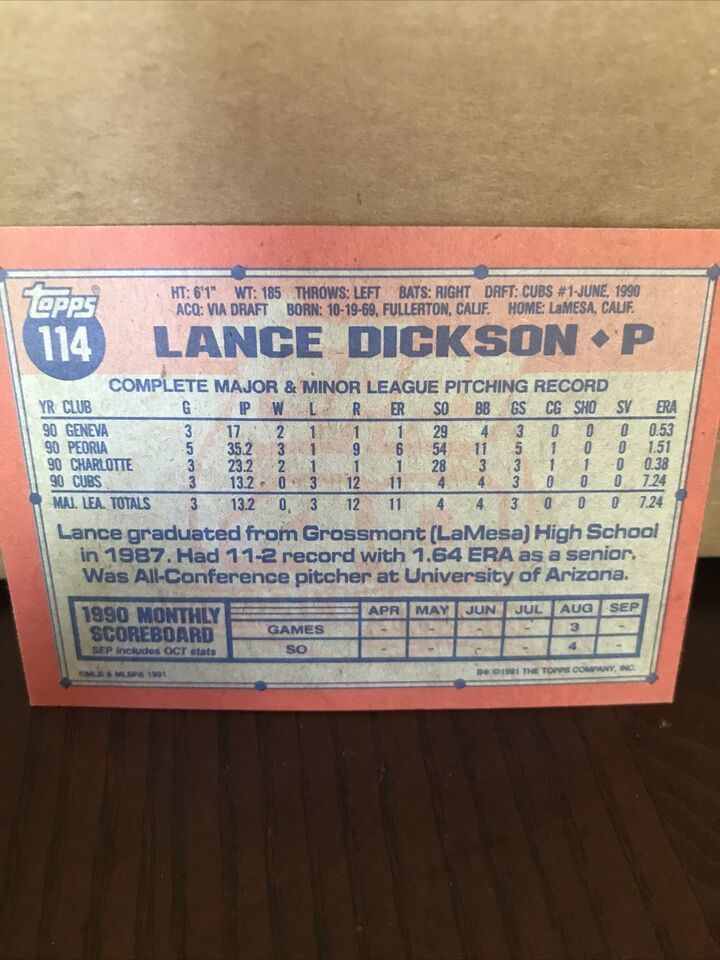 Topps®
114
HT: 6'1" WT: 185 THROWS: LEFT BATS: RIGHT DRFT: CUBS #1-JUNE, 1990
ACQ: VIA DRAFT BORN: 10-19-69, FULLERTON, CALIF. HOME: LaMESA, CALIF.
LANCE DICKSON ♦ P
COMPLETE MAJOR & MINOR LEAGUE PITCHING RECORD
YR CLUB G IP W L R ER SO BB GS CG SHO SV ERA
90 GENEVA 3 17 2 1 1 1 29 4 3 0 0 0 0.53
90 PEORIA 5 35.2 3 1 9 6 54 11 5 1 0 0 1.51
90 CHARLOTTE 3 23.2 2 1 1 1 28 3 3 1 1 0 0.38
90 CUBS 3 13.2 0 3 12 11 4 4 3 0 0 0 7.24
MAJ. LEA. TOTALS 3 13.2 0 3 12 11 4 4 3 0 0 0 7.24
Lance graduated from Grossmont (LaMesa) High School
in 1987. Had 11-2 record with 1.64 ERA as a senior.
Was All-Conference pitcher at University of Arizona.
1990 MONTHLY
SCOREBOARD
SEP includes OCT stats
APR MAY JUN JUL AUG SEP
GAMES - - - - 3 -
SO - - - - 4 -
©MLB & MLBPA 1991
B* ©1991 THE TOPPS COMPANY, INC.